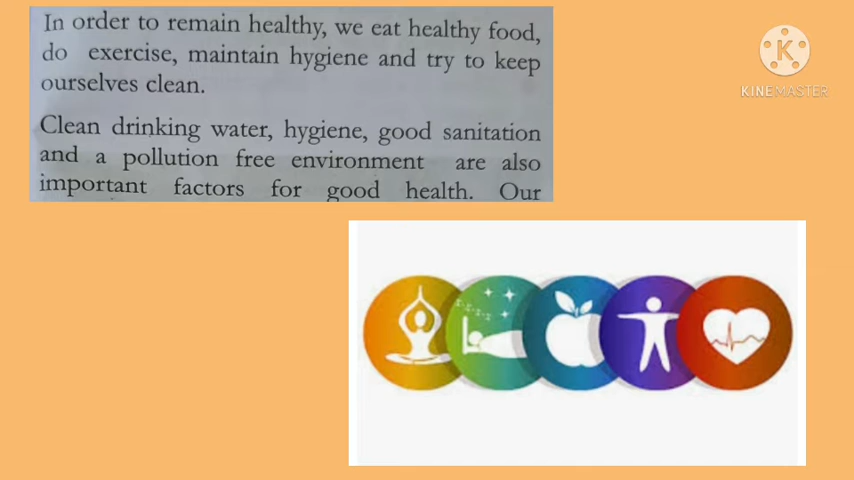 In order to remain healthy, we eat healthy food,
do exercise, maintain hygiene and try to keep
ourselves clean.
Clean drinking water, hygiene, good sanitation
and a pollution free environment are also
important factors for good health. Our
KINEMASTER